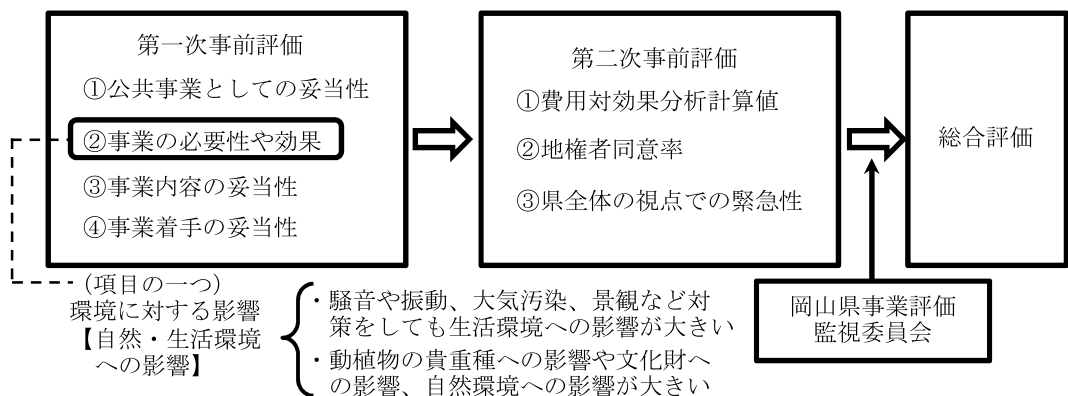 第一次事前評価
①公共事業としての妥当性
②事業の必要性や効果
③事業内容の妥当性
④事業着手の妥当性
第二次事前評価
①費用対効果分析計算値
②地権者同意率
③県全体の視点での緊急性
総合評価
(項目の一つ)
環境に対する影響
【自然・生活環境
への影響】
・騒音や振動、大気汚染、景観など対
策をしても生活環境への影響が大きい
・動植物の貴重種への影響や文化財へ
の影響、自然環境への影響が大きい
岡山県事業評価
監視委員会